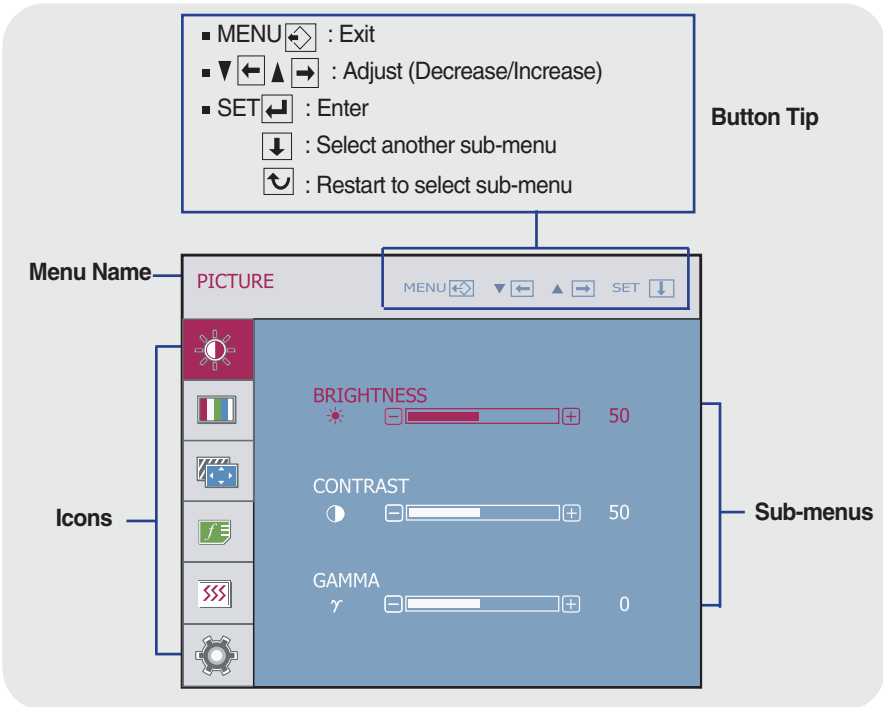 MENU : Exit
▼ ← ▲ → : Adjust (Decrease/Increase)
SET : Enter
↓ : Select another sub-menu
: Restart to select sub-menu
Button Tip
Menu Name
PICTURE
MENU ▼ ← ▲ → SET ↓
BRIGHTNESS
50
CONTRAST
50
Icons
Sub-menus
GAMMA
γ 0